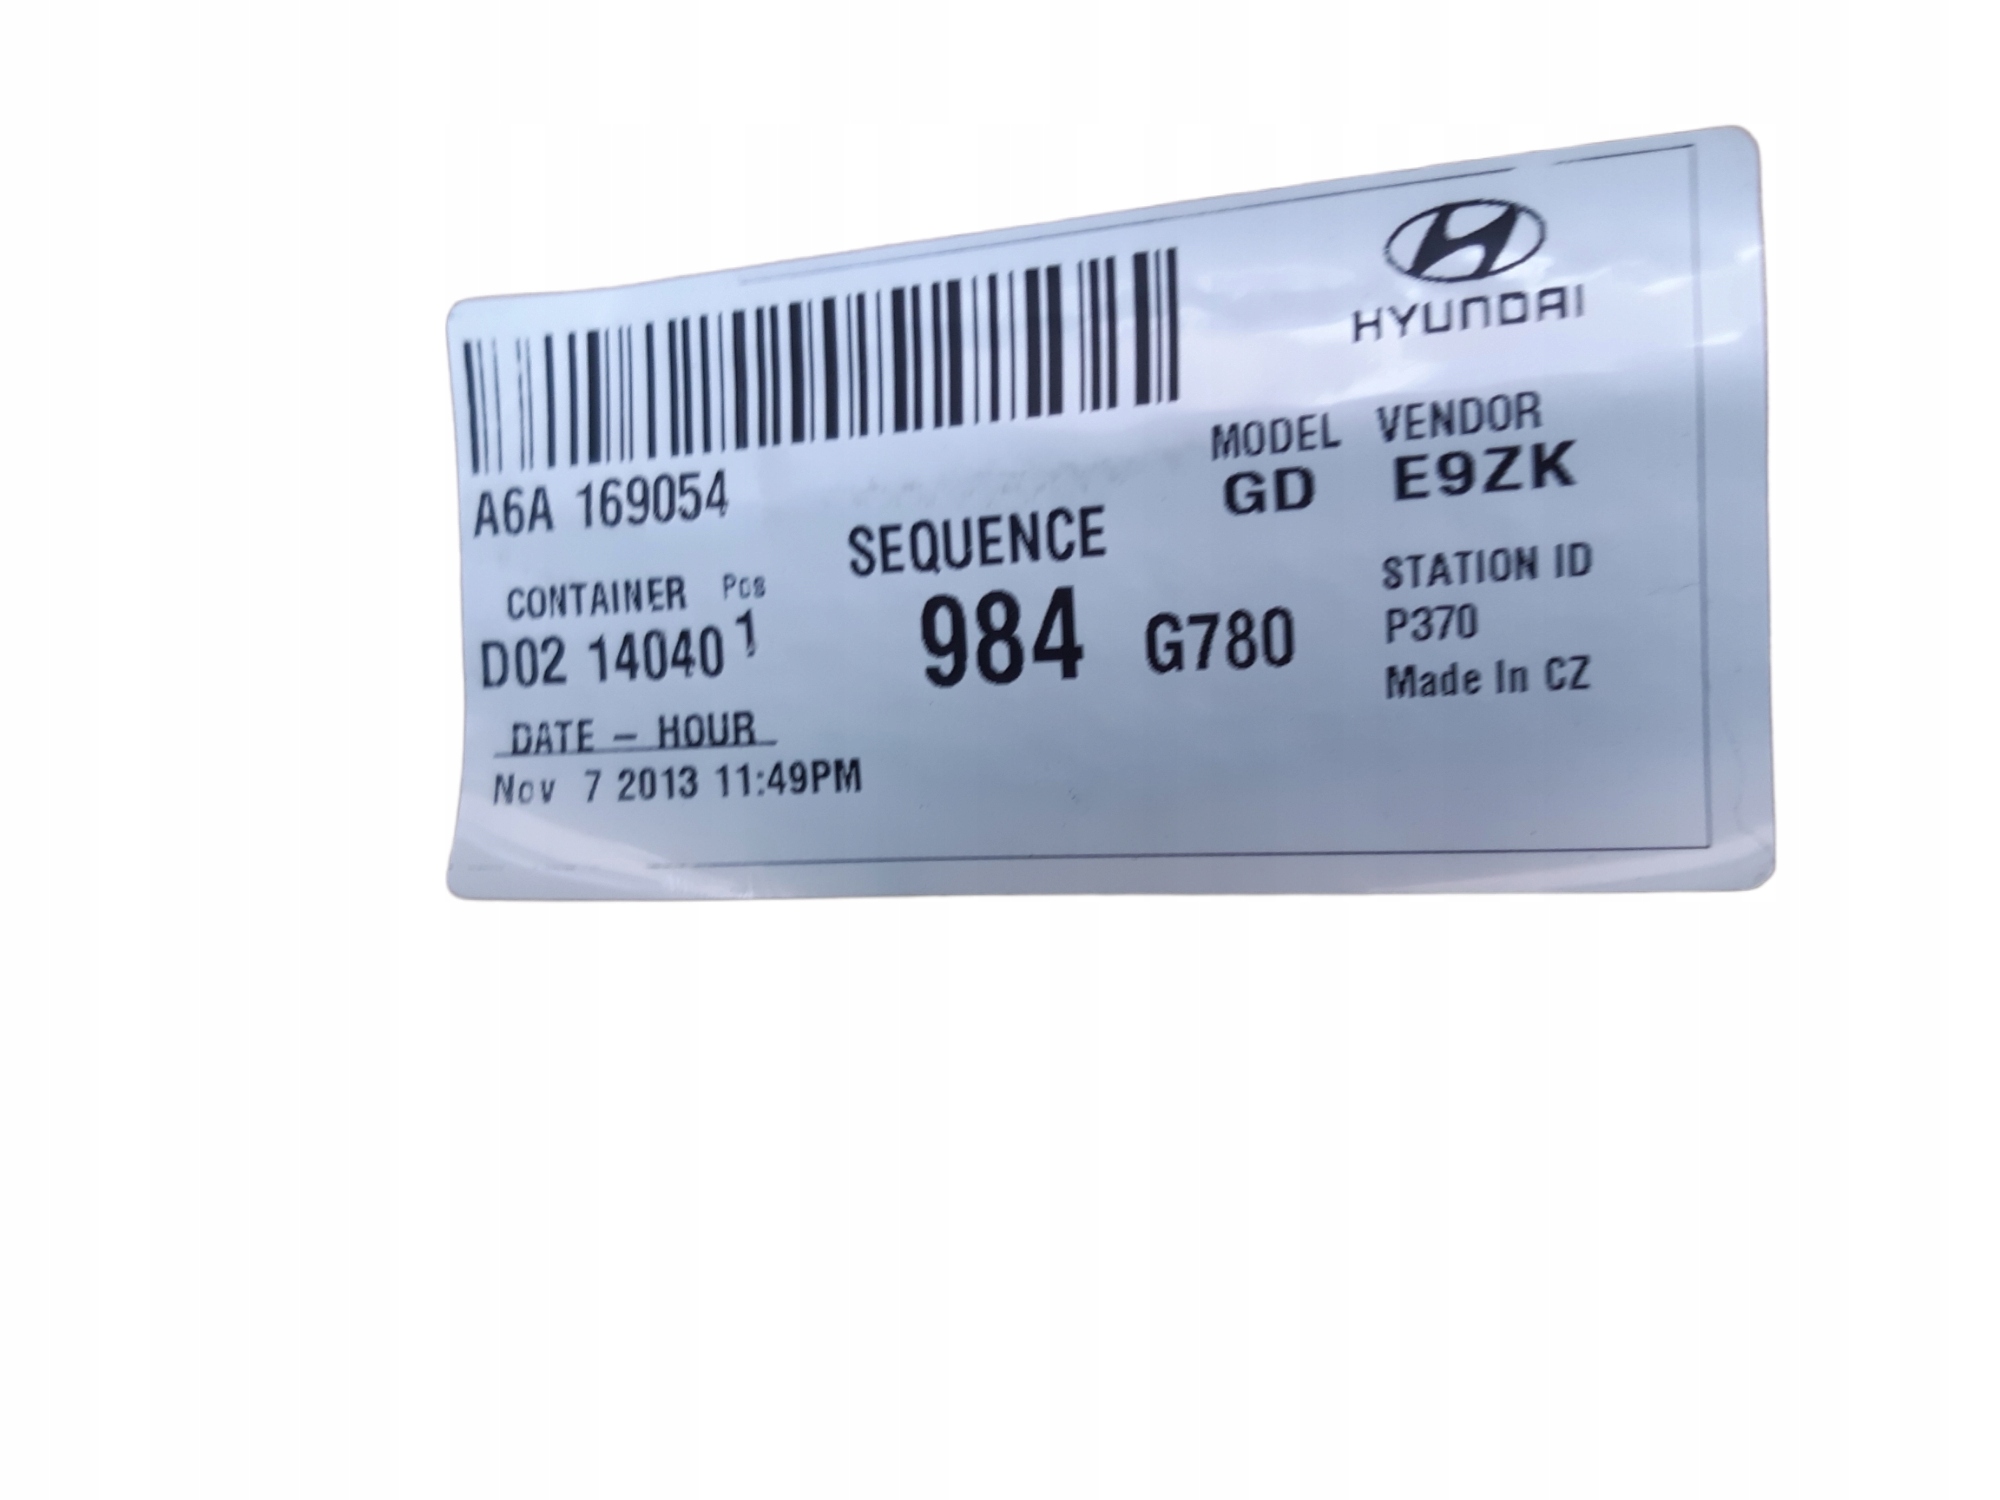 HYUNDAI
A6A 169054
MODEL VENDOR
GD E9ZK
SEQUENCE
984 G780
CONTAINER Pos
D02 14040 1
STATION ID
P370
Made In CZ
DATE - HOUR
Nov 7 2013 11:49PM